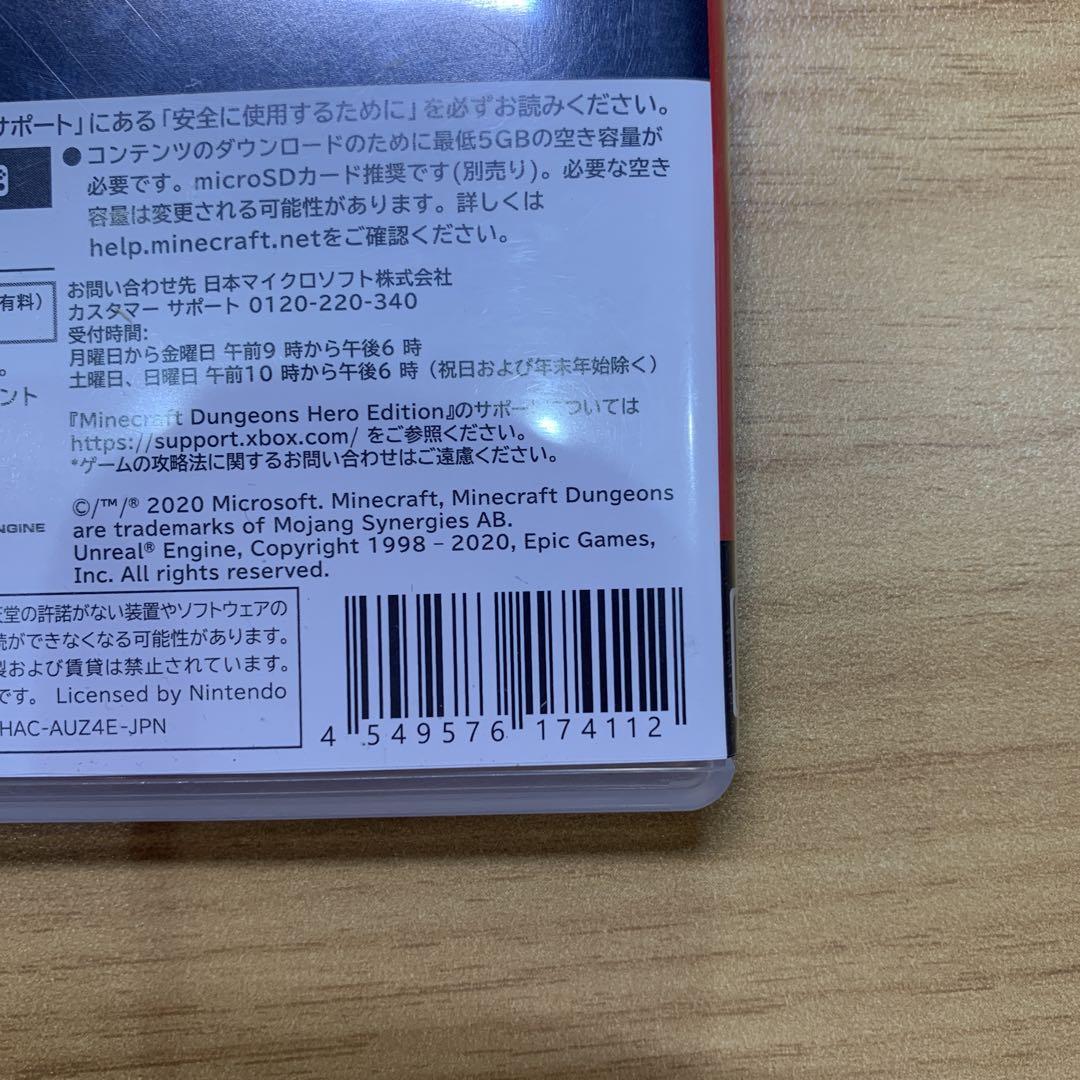 サポート」にある「安全に使用するために」を必ずお読みください。
●コンテンツのダウンロードのために最低5GBの空き容量が
必要です。microSDカード推奨です(別売り)。必要な空き
容量は変更される可能性があります。詳しくは
help.minecraft.netをご確認ください。
有料)
。
ント
NGINE
お問い合わせ先 日本マイクロソフト株式会社
カスタマー サポート 0120-220-340
受付時間:
月曜日から金曜日 午前9 時から午後6 時
土曜日、日曜日 午前10 時から午後6 時（祝日および年末年始除く）
『Minecraft Dungeons Hero Edition』のサポートについては
https://support.xbox.com/ をご参照ください。
*ゲームの攻略法に関するお問い合わせはご遠慮ください。
©/™/® 2020 Microsoft. Minecraft, Minecraft Dungeons
are trademarks of Mojang Synergies AB.
Unreal® Engine, Copyright 1998 – 2020, Epic Games,
Inc. All rights reserved.
堂の許諾がない装置やソフトウェアの
続ができなくなる可能性があります。
製および賃貸は禁止されています。
です。 Licensed by Nintendo
HAC-AUZ4E-JPN
4 549576 174112